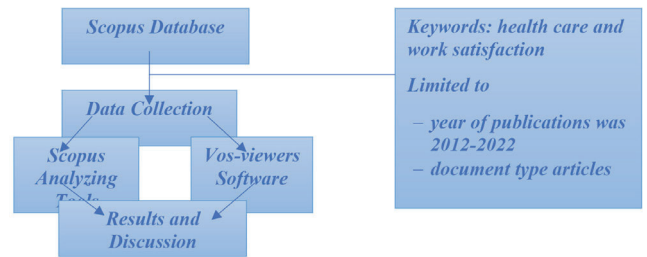 Scopus Database
Keywords: health care and
work satisfaction
Limited to
– year of publications was
2012-2022
– document type articles
Data Collection
Scopus
Analyzing
Tools
Vos-viewers
Software
Results and
Discussion